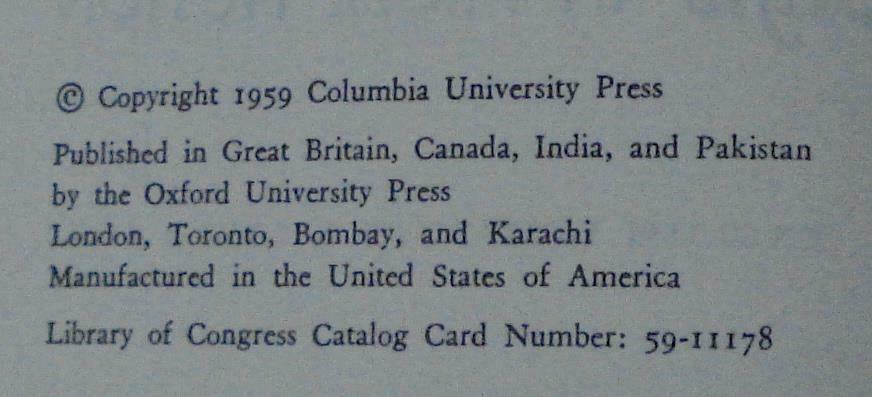 © Copyright 1959 Columbia University Press
Published in Great Britain, Canada, India, and Pakistan
by the Oxford University Press
London, Toronto, Bombay, and Karachi
Manufactured in the United States of America
Library of Congress Catalog Card Number: 59-11178